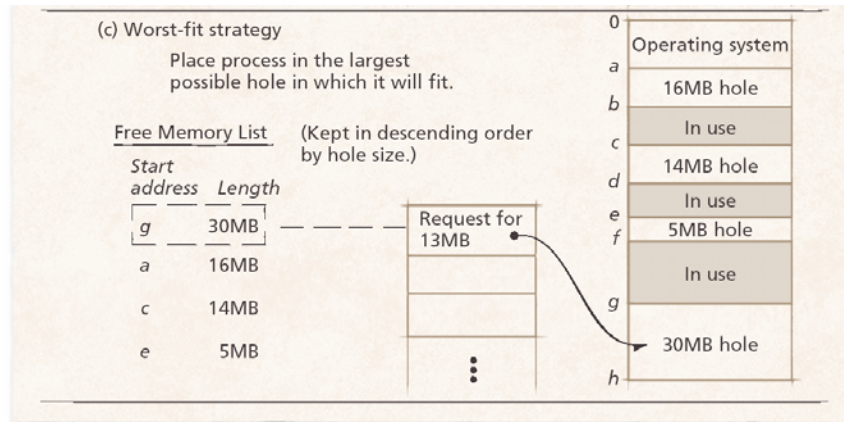 (c) Worst-fit strategy
Place process in the largest
possible hole in which it will fit.
Free Memory List
(Kept in descending order
by hole size.)
Start
address Length
g 30MB
a 16MB
c 14MB
e 5MB
Request for
13MB
0
Operating system
a
16MB hole
b
In use
c
14MB hole
d
In use
e
5MB hole
f
In use
g
30MB hole
h